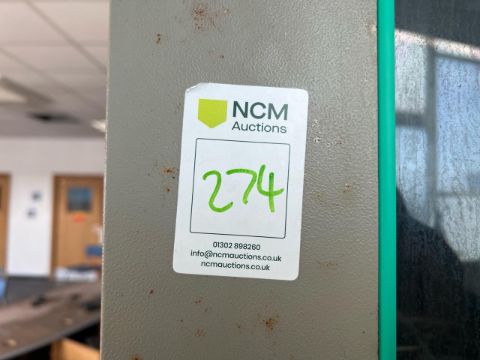 NCM
Auctions
274
01302 898260
info@ncmauctions.co.uk
ncmauctions.co.uk